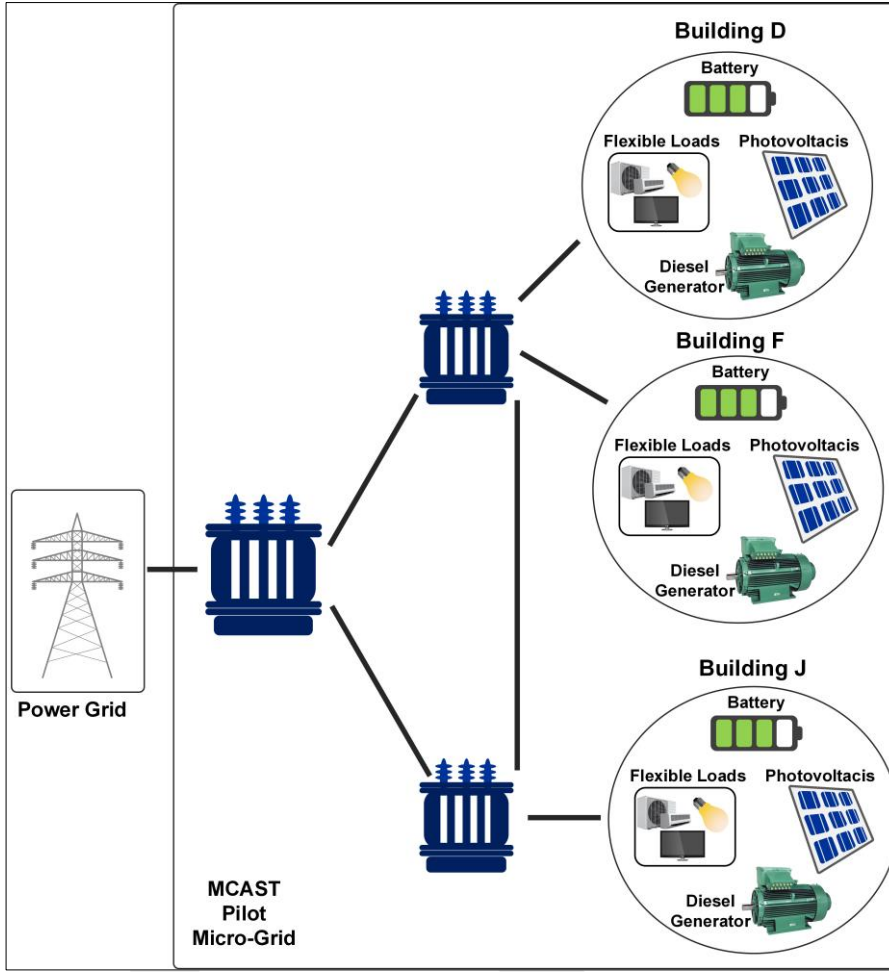 Building D
Battery
Flexible Loads
Photovoltacis
Diesel
Generator
Building F
Battery
Flexible Loads
Photovoltacis
Diesel
Generator
Power Grid
Building J
Battery
Flexible Loads
Photovoltacis
Diesel
Generator
MCAST
Pilot
Micro-Grid